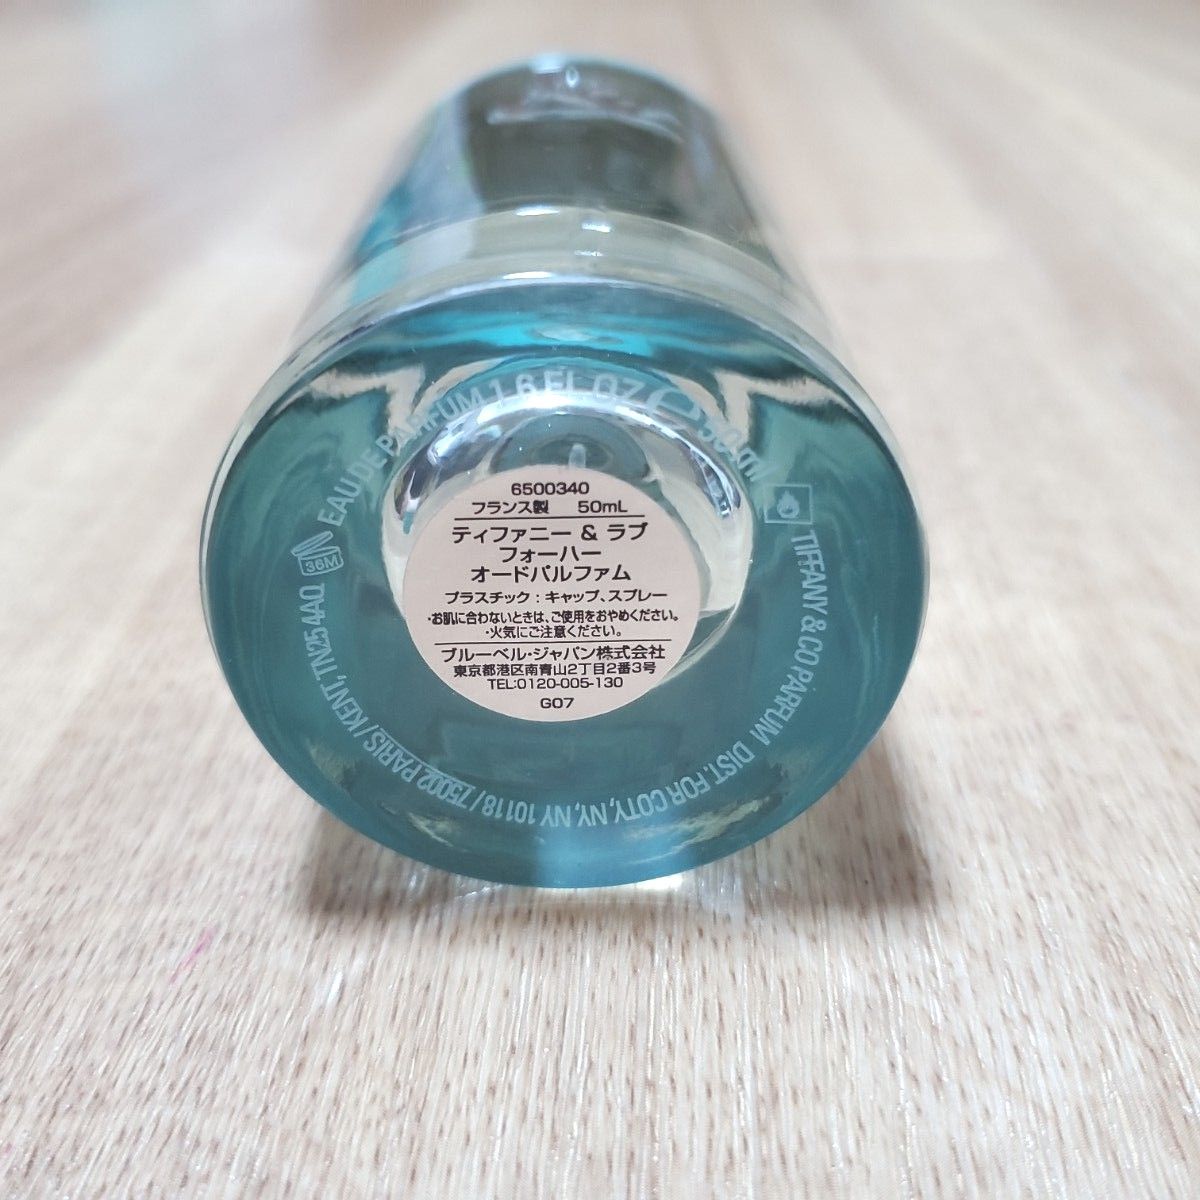 EAU DE PARFUM 1.6 FL OZ ℮ 50 ml
TIFFANY & CO PARFUM DIST. FOR COTY, NY, NY 10118 / 75002 PARIS / KENT, TN25 4AQ
36M
6500340
フランス製 50mL
ティファニー & ラブ
フォーハー
オードパルファム
プラスチック：キャップ、スプレー
・お肌に合わないときは、ご使用をおやめください。
・火気にご注意ください。
ブルーベル・ジャパン株式会社
東京都港区南青山2丁目2番3号
TEL:0120-005-130
G07